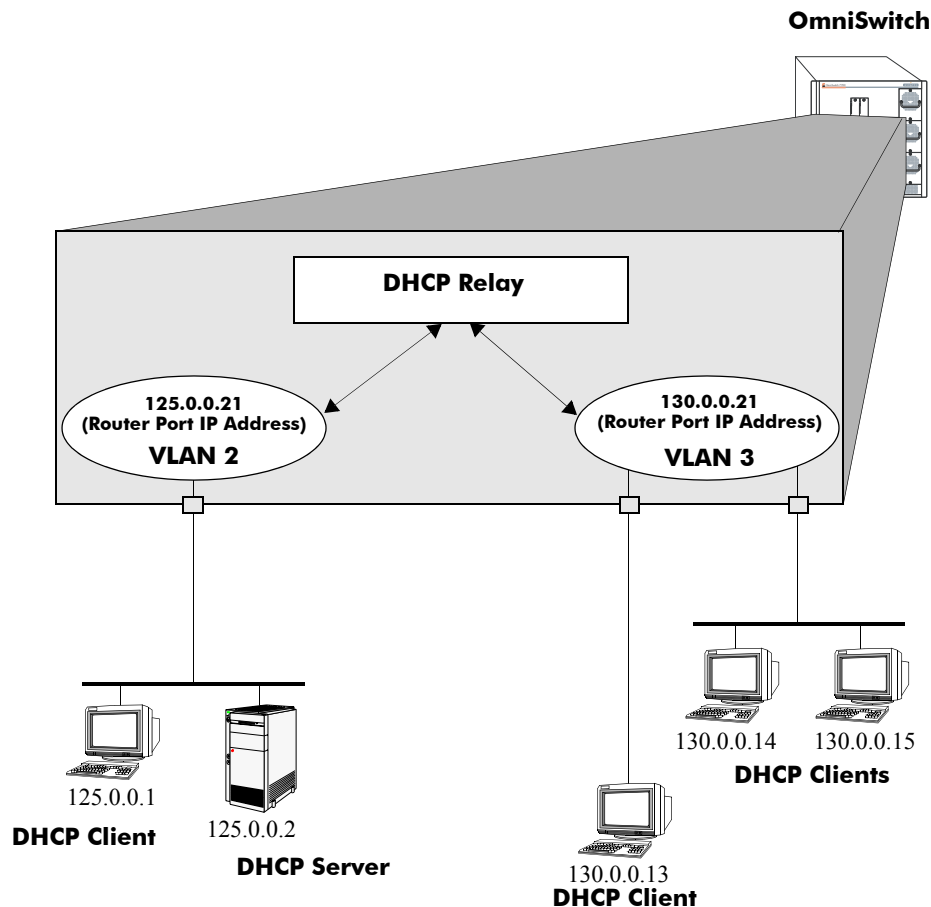 OmniSwitch
DHCP Relay
125.0.0.21
(Router Port IP Address)
VLAN 2
130.0.0.21
(Router Port IP Address)
VLAN 3
125.0.0.1
DHCP Client
125.0.0.2
DHCP Server
130.0.0.13
DHCP Client
130.0.0.14
130.0.0.15
DHCP Clients